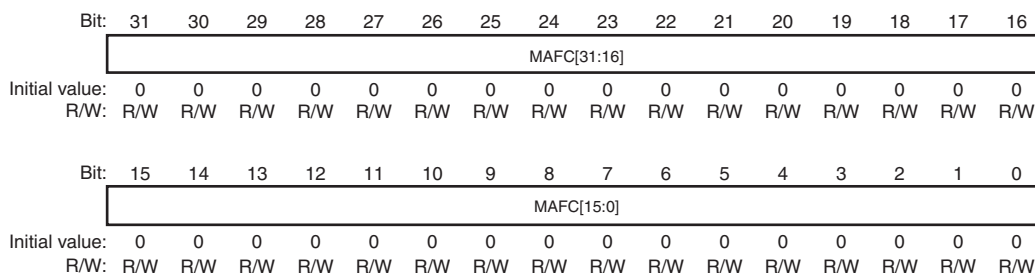 Bit: 31 30 29 28 27 26 25 24 23 22 21 20 19 18 17 16
MAFC[31:16]
Initial value: 0 0 0 0 0 0 0 0 0 0 0 0 0 0 0 0
R/W: R/W R/W R/W R/W R/W R/W R/W R/W R/W R/W R/W R/W R/W R/W R/W R/W
Bit: 15 14 13 12 11 10 9 8 7 6 5 4 3 2 1 0
MAFC[15:0]
Initial value: 0 0 0 0 0 0 0 0 0 0 0 0 0 0 0 0
R/W: R/W R/W R/W R/W R/W R/W R/W R/W R/W R/W R/W R/W R/W R/W R/W R/W